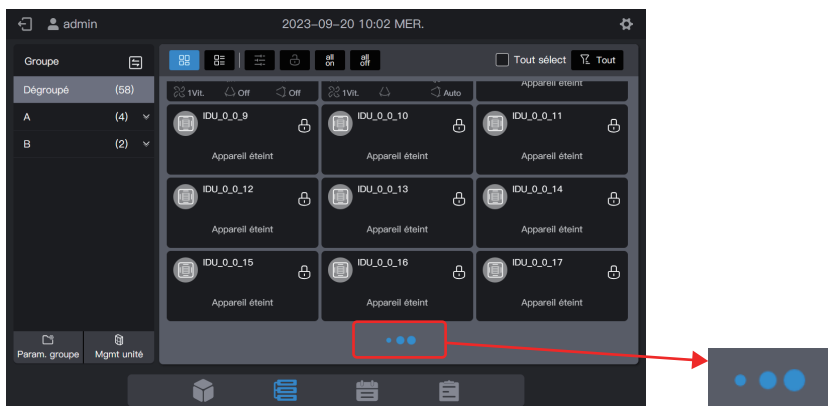 admin
2023-09-20 10:02 MER.
Groupe
all on
all off
Tout sélect
Tout
Dégroupé (58)
A (4)
B (2)
1Vit. Off Off
1Vit. Auto
Appareil éteint
IDU_0_0_9
Appareil éteint
IDU_0_0_10
Appareil éteint
IDU_0_0_11
Appareil éteint
IDU_0_0_12
Appareil éteint
IDU_0_0_13
Appareil éteint
IDU_0_0_14
Appareil éteint
IDU_0_0_15
Appareil éteint
IDU_0_0_16
Appareil éteint
IDU_0_0_17
Appareil éteint
Param. groupe
Mgmt unité